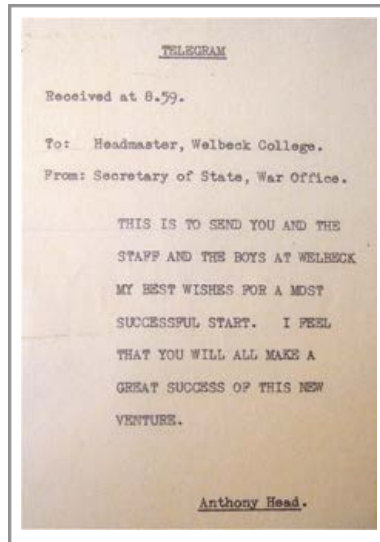 TELEGRAM
Received at 8.59.
To: Headmaster, Welbeck College.
From: Secretary of State, War Office.
THIS IS TO SEND YOU AND THE
STAFF AND THE BOYS AT WELBECK
MY BEST WISHES FOR A MOST
SUCCESSFUL START. I FEEL
THAT YOU WILL ALL MAKE A
GREAT SUCCESS OF THIS NEW
VENTURE.
Anthony Head.